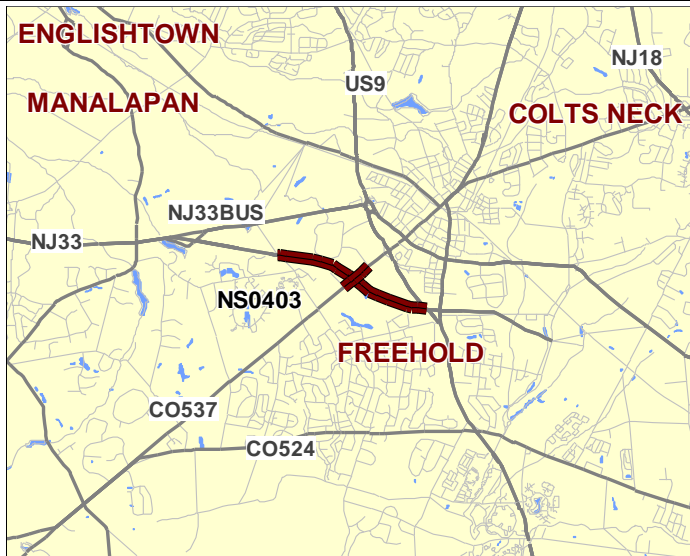 ENGLISHTOWN
NJ18
US9
MANALAPAN
COLTS NECK
NJ33BUS
NJ33
NS0403
FREEHOLD
CO537
CO524